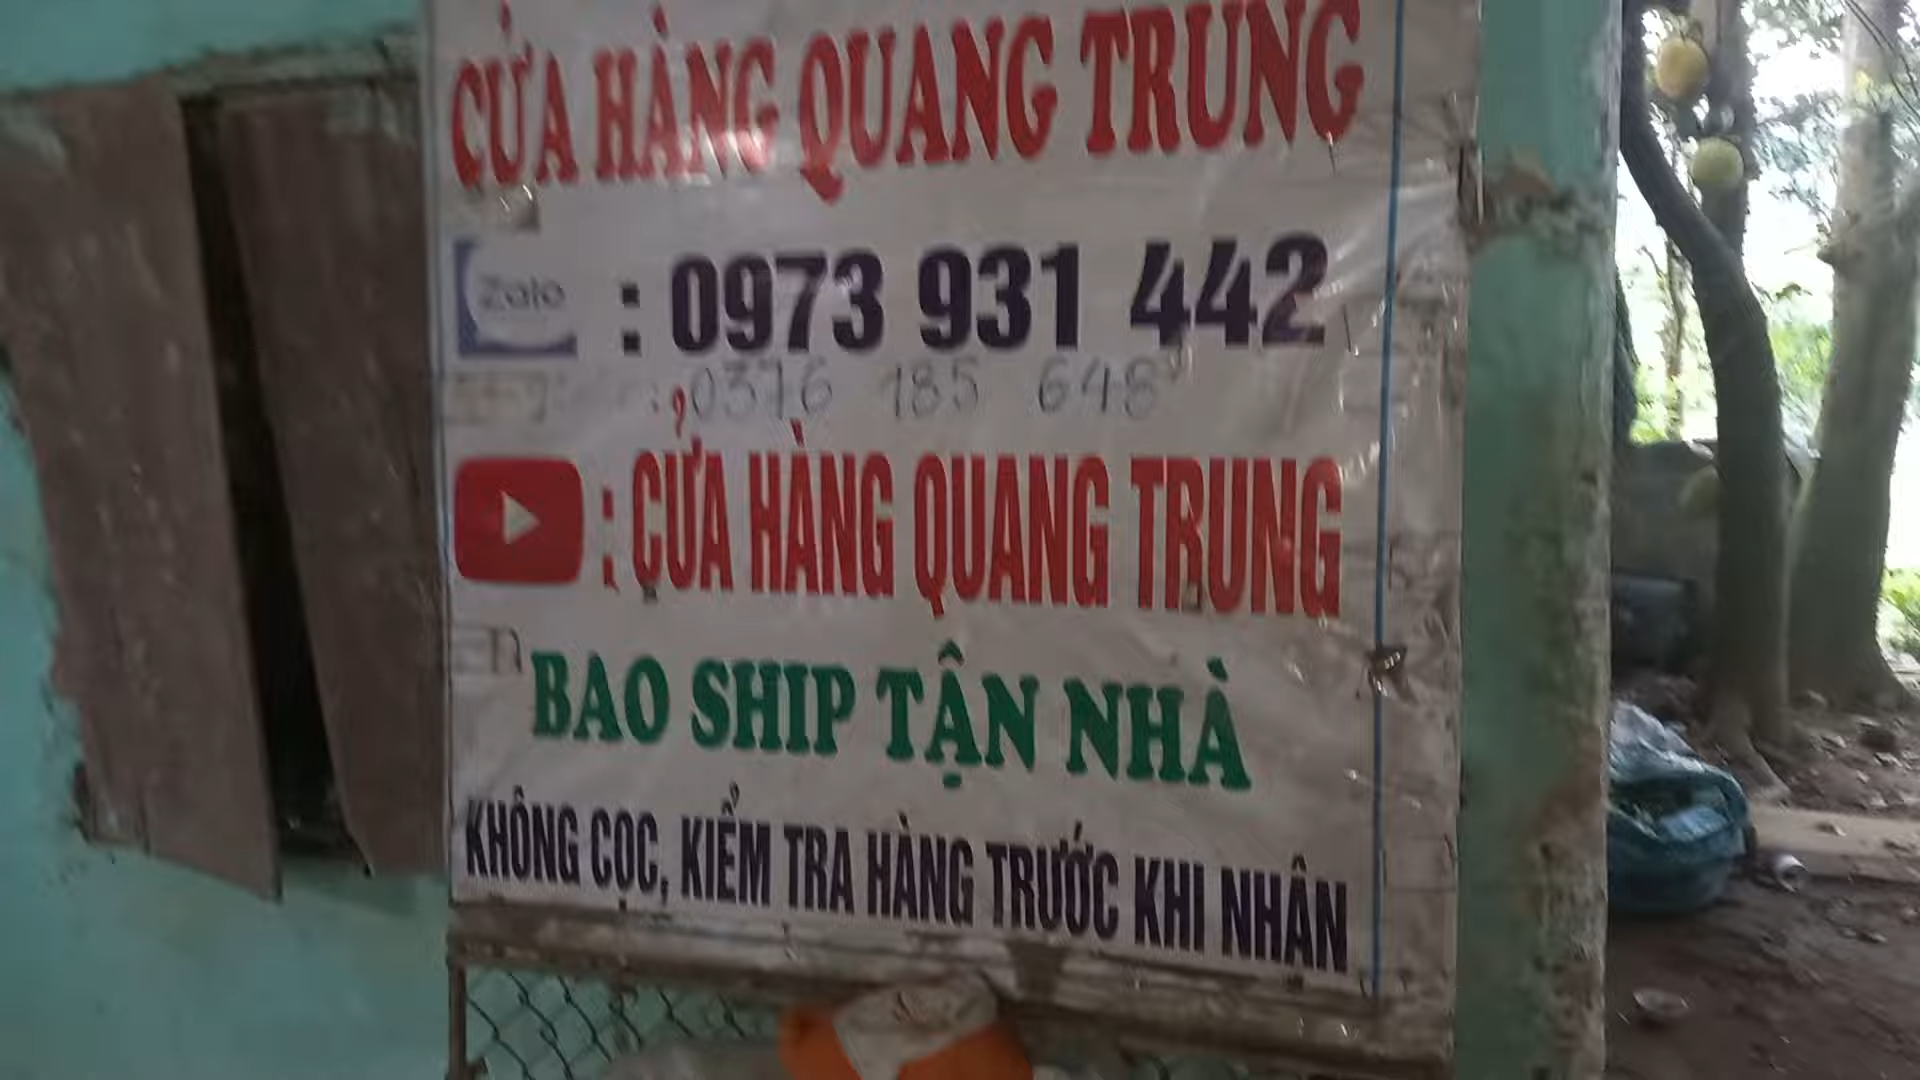 CỬA HÀNG QUANG TRUNG
Zalo : 0973 931 442
: 0376 185 648
: CỬA HÀNG QUANG TRUNG
BAO SHIP TẬN NHÀ
KHÔNG CỌC, KIỂM TRA HÀNG TRƯỚC KHI NHẬN